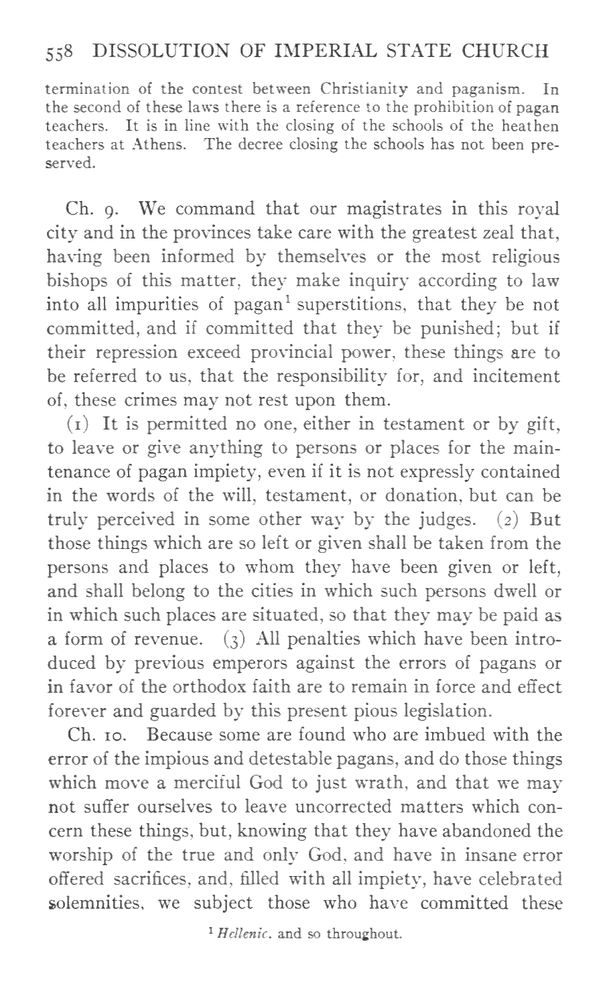 558 DISSOLUTION OF IMPERIAL STATE CHURCH
termination of the contest between Christianity and paganism. In
the second of these laws there is a reference to the prohibition of pagan
teachers. It is in line with the closing of the schools of the heathen
teachers at Athens. The decree closing the schools has not been pre-
served.
Ch. 9. We command that our magistrates in this royal
city and in the provinces take care with the greatest zeal that,
having been informed by themselves or the most religious
bishops of this matter, they make inquiry according to law
into all impurities of pagan¹ superstitions, that they be not
committed, and if committed that they be punished; but if
their repression exceed provincial power, these things are to
be referred to us, that the responsibility for, and incitement
of, these crimes may not rest upon them.
(1) It is permitted no one, either in testament or by gift,
to leave or give anything to persons or places for the main-
tenance of pagan impiety, even if it is not expressly contained
in the words of the will, testament, or donation, but can be
truly perceived in some other way by the judges. (2) But
those things which are so left or given shall be taken from the
persons and places to whom they have been given or left,
and shall belong to the cities in which such persons dwell or
in which such places are situated, so that they may be paid as
a form of revenue. (3) All penalties which have been intro-
duced by previous emperors against the errors of pagans or
in favor of the orthodox faith are to remain in force and effect
forever and guarded by this present pious legislation.
Ch. 10. Because some are found who are imbued with the
error of the impious and detestable pagans, and do those things
which move a merciful God to just wrath, and that we may
not suffer ourselves to leave uncorrected matters which con-
cern these things, but, knowing that they have abandoned the
worship of the true and only God, and have in insane error
offered sacrifices, and, filled with all impiety, have celebrated
solemnities, we subject those who have committed these
¹ Hellenic, and so throughout.